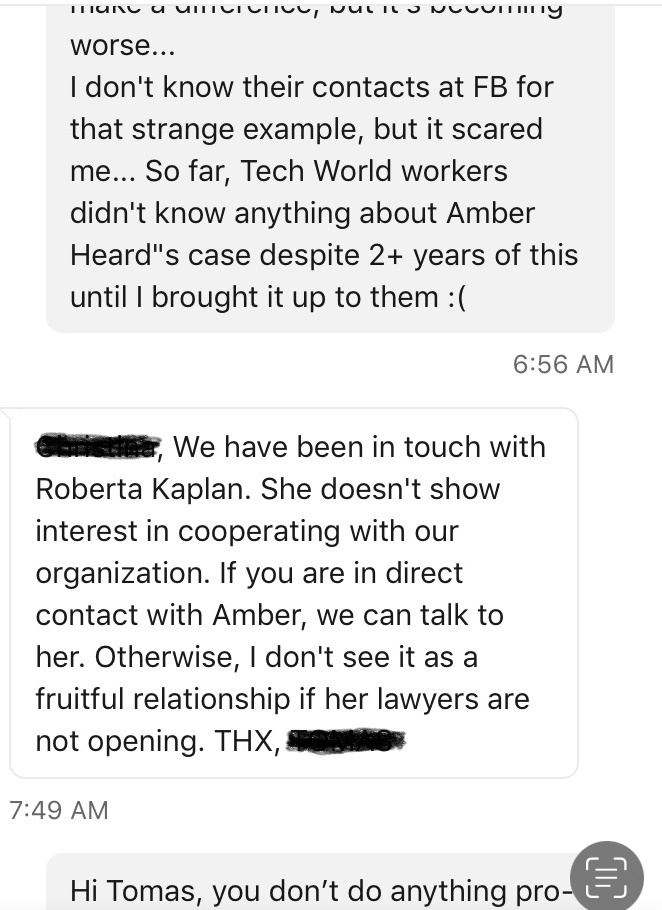 worse...
I don't know their contacts at FB for
that strange example, but it scared
me... So far, Tech World workers
didn't know anything about Amber
Heard"s case despite 2+ years of this
until I brought it up to them :(
6:56 AM
, We have been in touch with
Roberta Kaplan. She doesn't show
interest in cooperating with our
organization. If you are in direct
contact with Amber, we can talk to
her. Otherwise, I don't see it as a
fruitful relationship if her lawyers are
not opening. THX,
7:49 AM
Hi Tomas, you don’t do anything pro-